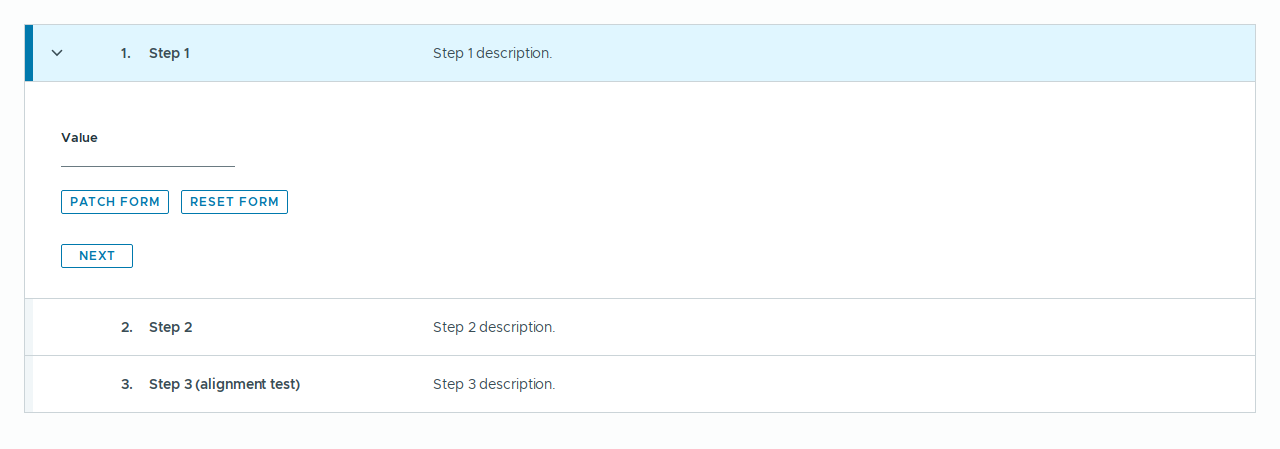 1. Step 1 Step 1 description.
Value
PATCH FORM RESET FORM
NEXT
2. Step 2 Step 2 description.
3. Step 3 (alignment test) Step 3 description.